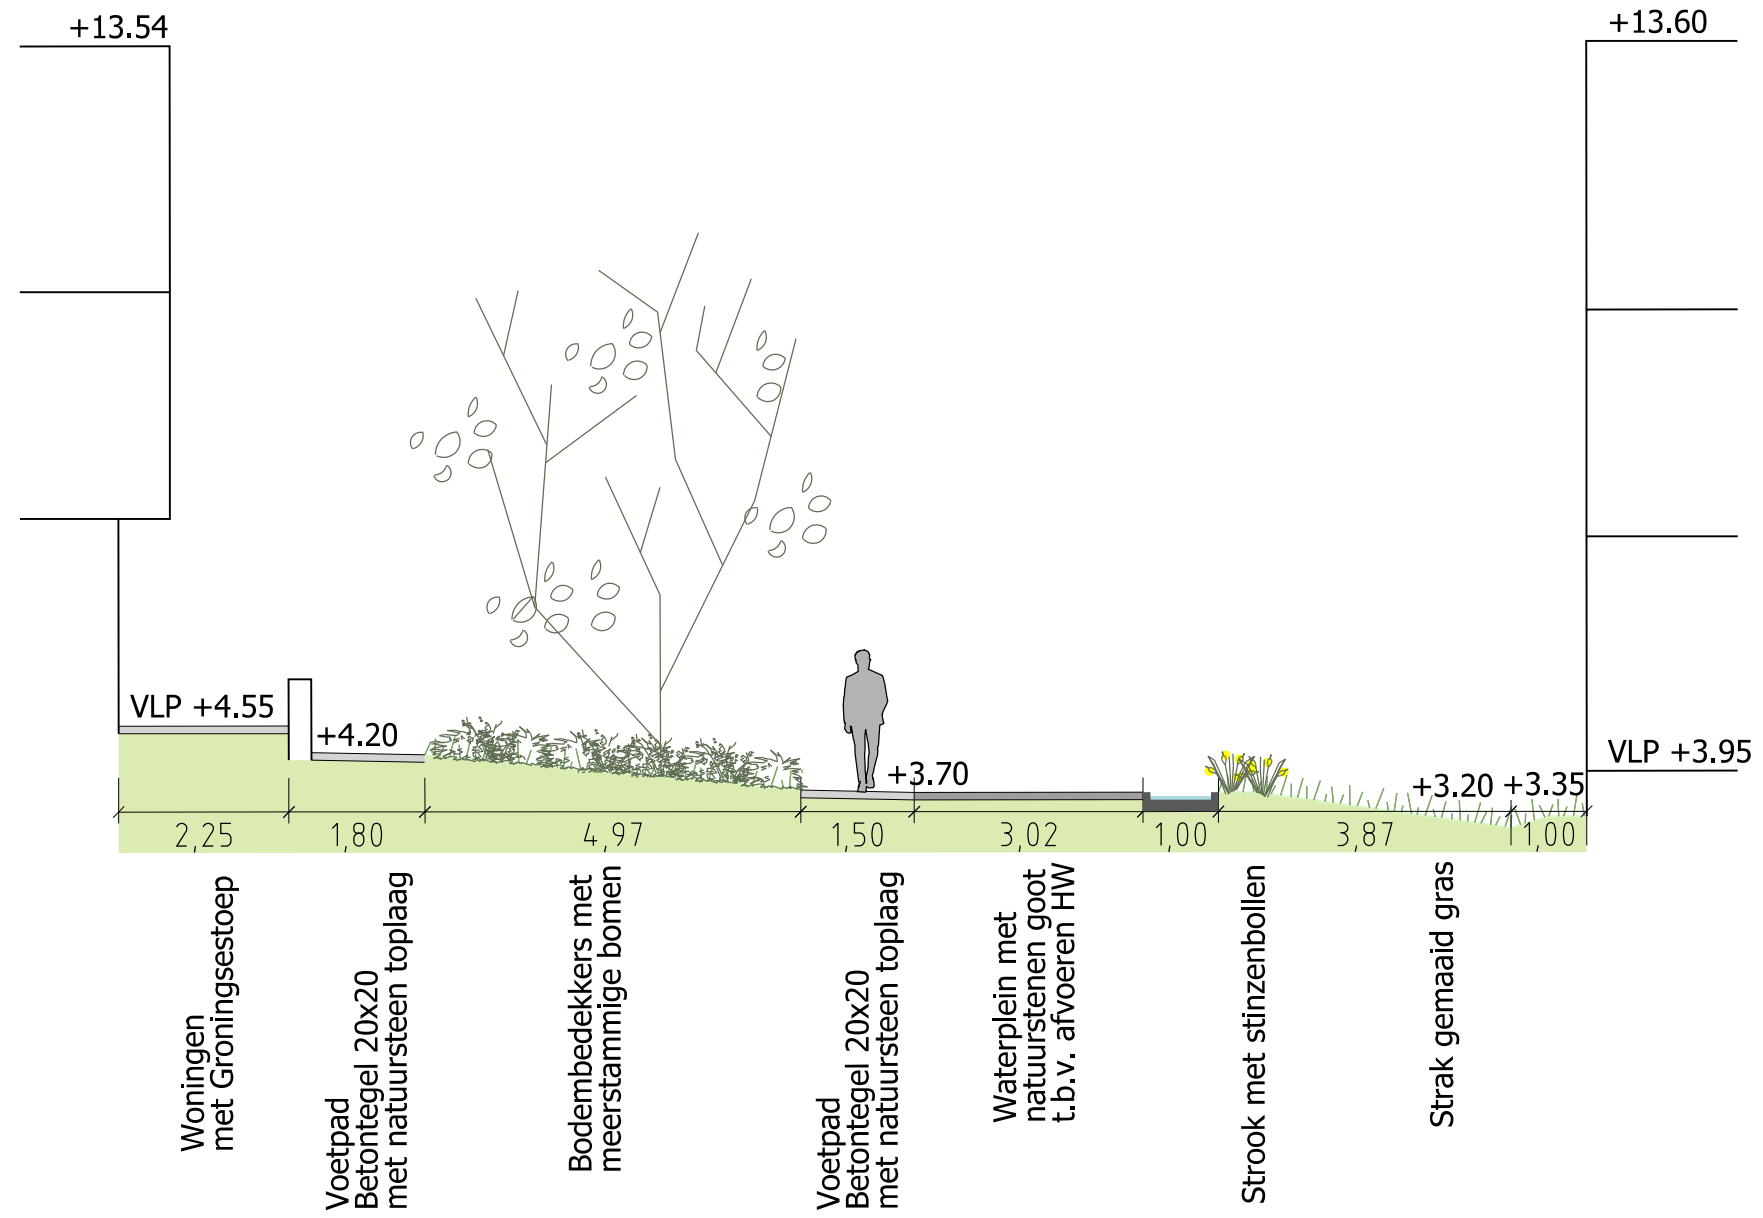 +13.54
+13.60
VLP +4.55
+4.20
+3.70
VLP +3.95
+3.20
+3.35
2,25
1,80
4,97
1,50
3,02
1,00
3,87
1,00
Woningen
met Groningsestoep
Voetpad
Betontegel 20x20
met natuursteen toplaag
Bodembedekkers met
meerstammige bomen
Voetpad
Betontegel 20x20
met natuursteen toplaag
Waterplein met
natuurstenen goot
t.b.v. afvoeren HW
Strook met stinzenbollen
Strak gemaaid gras